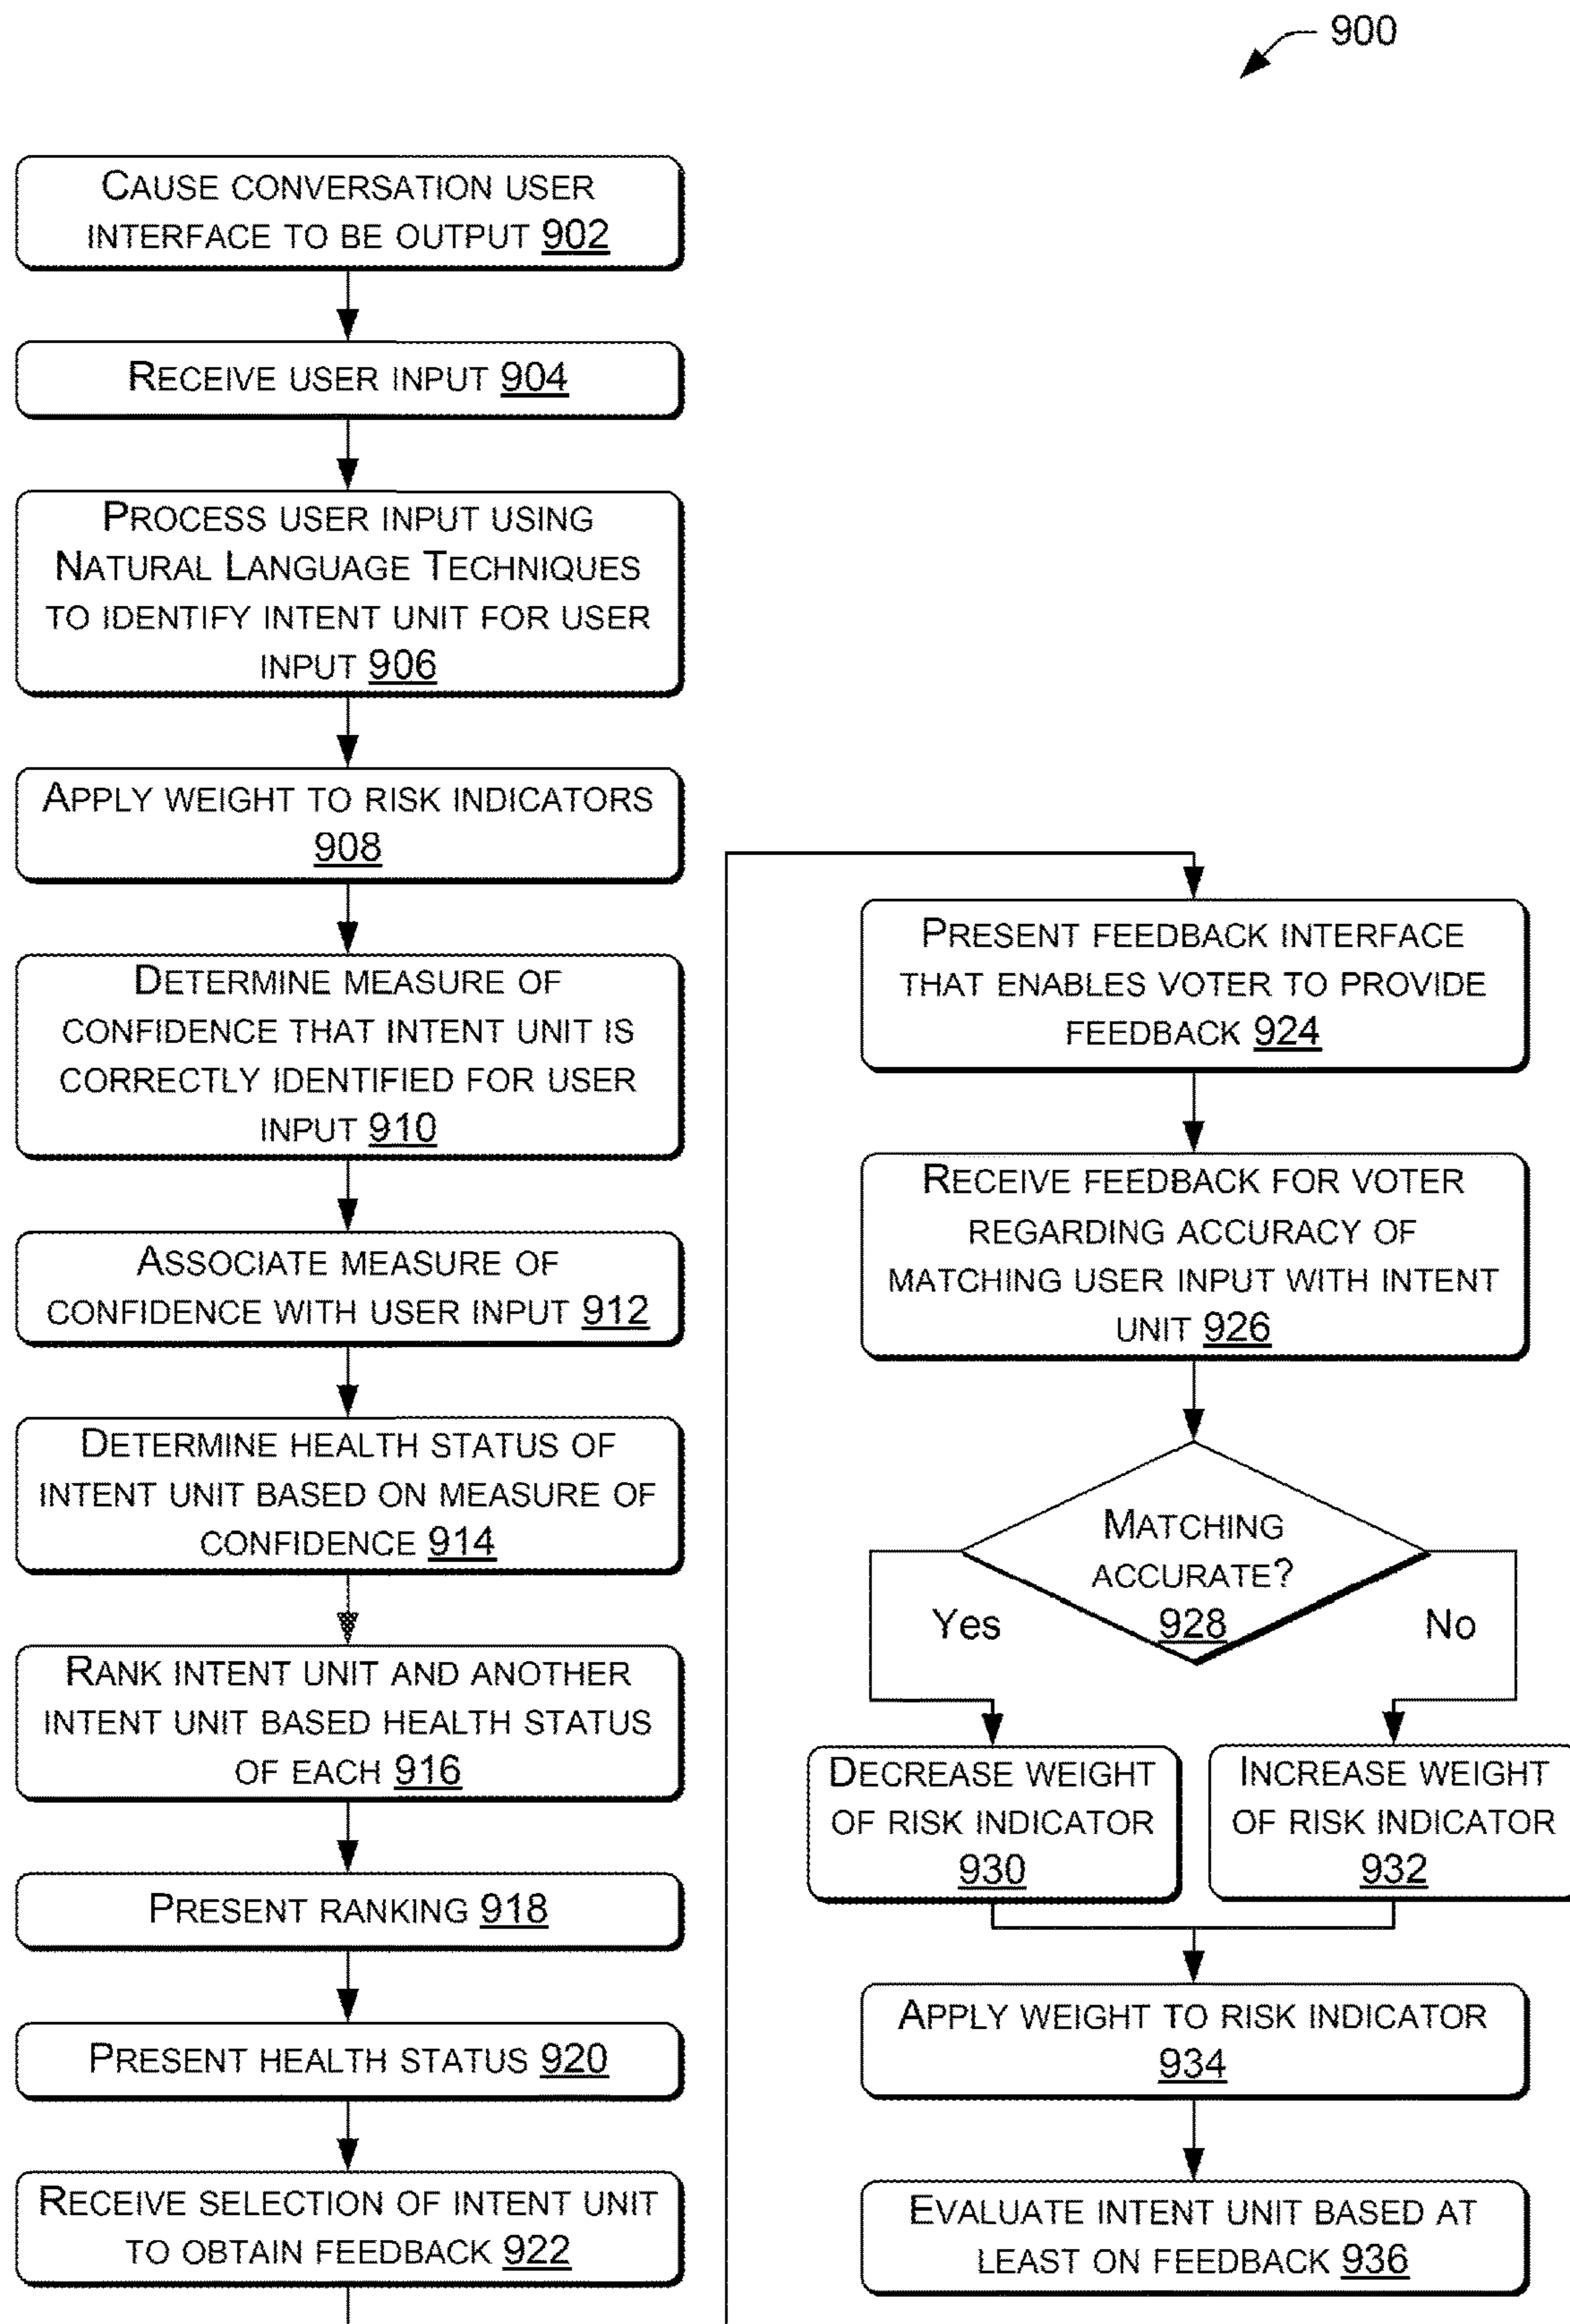 900
CAUSE CONVERSATION USER
INTERFACE TO BE OUTPUT 902
RECEIVE USER INPUT 904
PROCESS USER INPUT USING
NATURAL LANGUAGE TECHNIQUES
TO IDENTIFY INTENT UNIT FOR USER
INPUT 906
APPLY WEIGHT TO RISK INDICATORS
908
DETERMINE MEASURE OF
CONFIDENCE THAT INTENT UNIT IS
CORRECTLY IDENTIFIED FOR USER
INPUT 910
ASSOCIATE MEASURE OF
CONFIDENCE WITH USER INPUT 912
DETERMINE HEALTH STATUS OF
INTENT UNIT BASED ON MEASURE OF
CONFIDENCE 914
RANK INTENT UNIT AND ANOTHER
INTENT UNIT BASED HEALTH STATUS
OF EACH 916
PRESENT RANKING 918
PRESENT HEALTH STATUS 920
RECEIVE SELECTION OF INTENT UNIT
TO OBTAIN FEEDBACK 922
PRESENT FEEDBACK INTERFACE
THAT ENABLES VOTER TO PROVIDE
FEEDBACK 924
RECEIVE FEEDBACK FOR VOTER
REGARDING ACCURACY OF
MATCHING USER INPUT WITH INTENT
UNIT 926
MATCHING
ACCURATE?
928
Yes
No
DECREASE WEIGHT
OF RISK INDICATOR
930
INCREASE WEIGHT
OF RISK INDICATOR
932
APPLY WEIGHT TO RISK INDICATOR
934
EVALUATE INTENT UNIT BASED AT
LEAST ON FEEDBACK 936